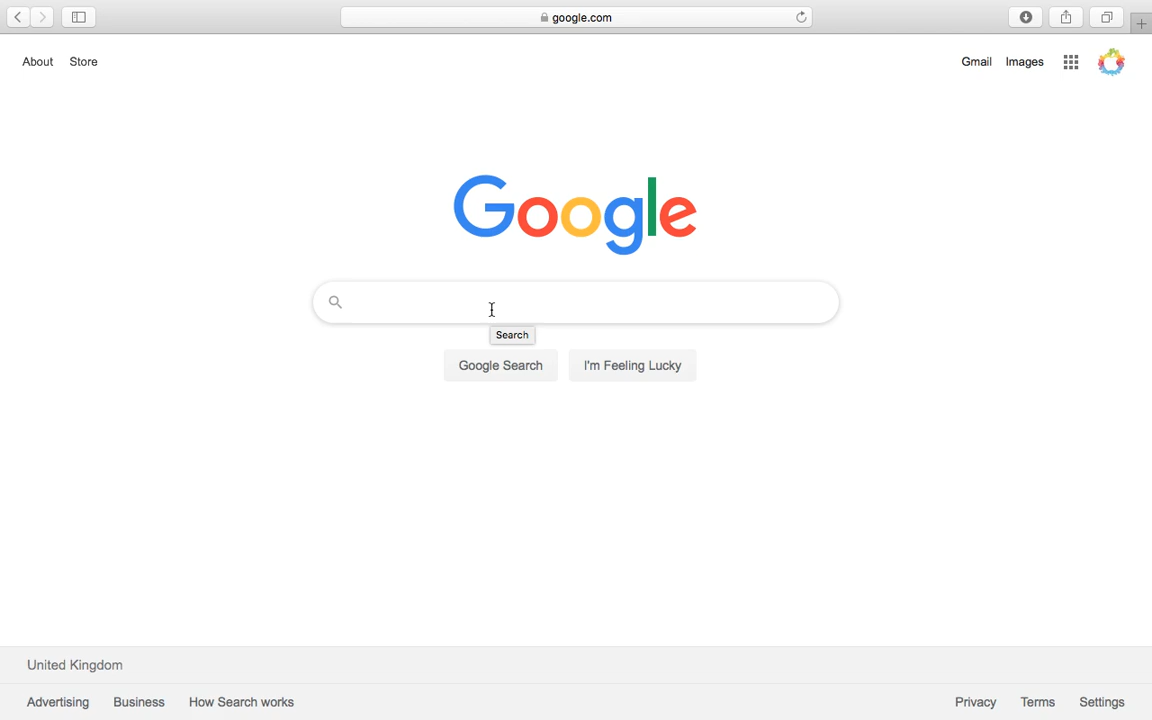 google.com
About Store
Gmail Images
Google
Search
Google Search I'm Feeling Lucky
United Kingdom
Advertising Business How Search works
Privacy Terms Settings